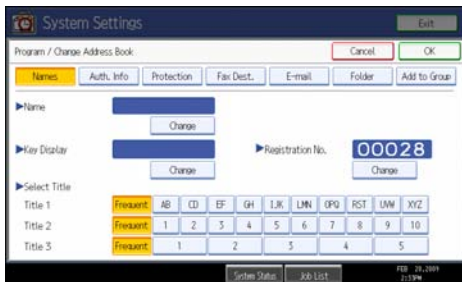 System Settings
Exit
Program / Change Address Book
Cancel
OK
Names
Auth. Info
Protection
Fax Dest.
E-mail
Folder
Add to Group
►Name
Change
►Key Display
►Registration No.
00028
Change
Change
►Select Title
Title 1
Frequent
AB
CD
EF
GH
IJK
LMN
OPQ
RST
UVW
XYZ
Title 2
Frequent
1
2
3
4
5
6
7
8
9
10
Title 3
Frequent
1
2
3
4
5
System Status
Job List
FEB 20,2009
2:55PM